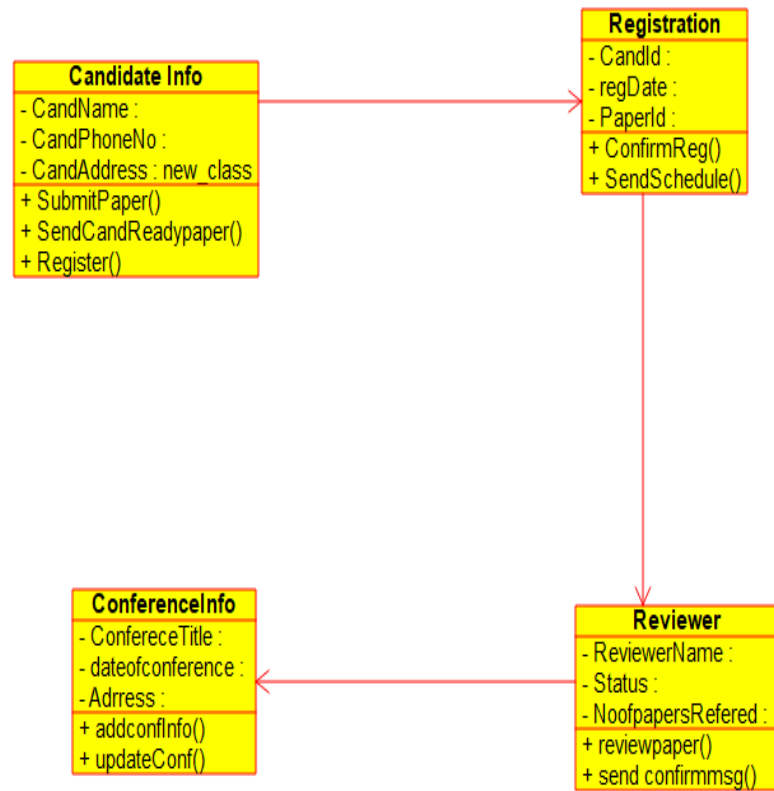 Candidate Info
- CandName :
- CandPhoneNo :
- CandAddress : new_class
+ SubmitPaper()
+ SendCandReadypaper()
+ Register()
Registration
- CandId :
- regDate :
- PaperId :
+ ConfirmReg()
+ SendSchedule()
ConferenceInfo
- ConfereceTitle :
- dateofconference :
- Adrress :
+ addconfInfo()
+ updateConf()
Reviewer
- ReviewerName :
- Status :
- NoofpapersRefered :
+ reviewpaper()
+ send confirmmsg()